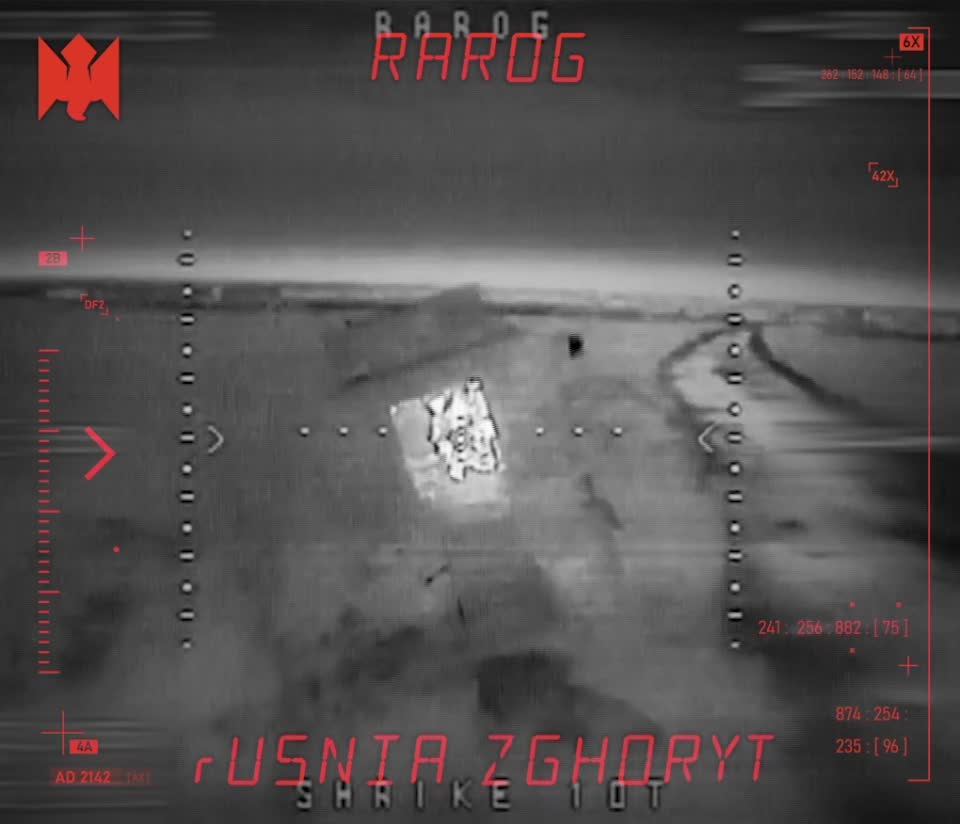 RAROG
RAROG
6X
262 : 152 : 148 : [ 64 ]
42X
2B
DF2
241 : 256 : 882 : [ 75 ]
874 : 254 :
235 : [ 96 ]
4A
AD 2142
rUSNIA ZGHORYT
SHRIKE 10T